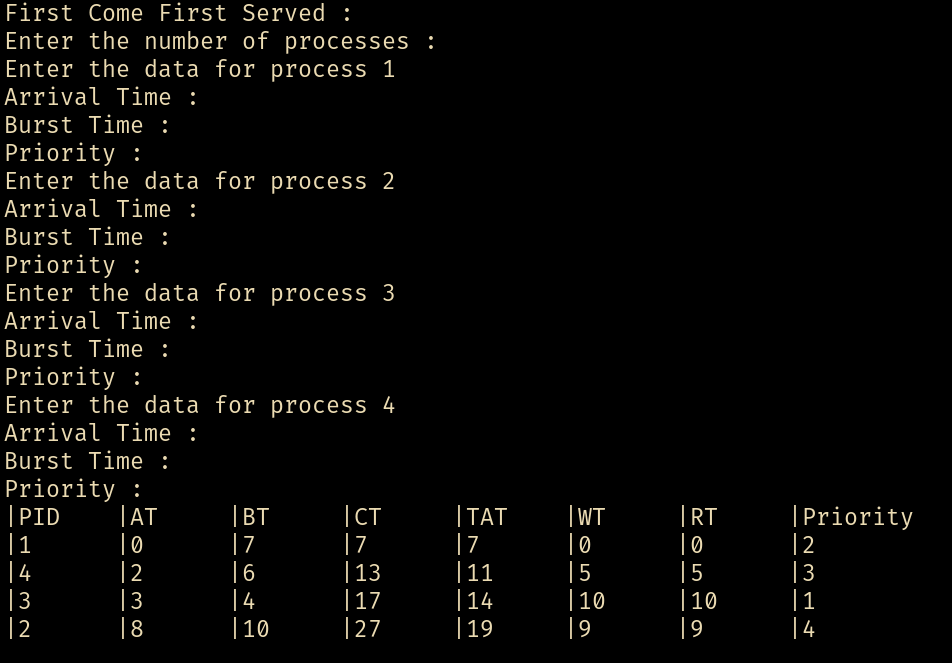 First Come First Served :
Enter the number of processes :
Enter the data for process 1
Arrival Time :
Burst Time :
Priority :
Enter the data for process 2
Arrival Time :
Burst Time :
Priority :
Enter the data for process 3
Arrival Time :
Burst Time :
Priority :
Enter the data for process 4
Arrival Time :
Burst Time :
Priority :
|PID |AT |BT |CT |TAT |WT |RT |Priority
|1 |0 |7 |7 |7 |0 |0 |2
|4 |2 |6 |13 |11 |5 |5 |3
|3 |3 |4 |17 |14 |10 |10 |1
|2 |8 |10 |27 |19 |9 |9 |4